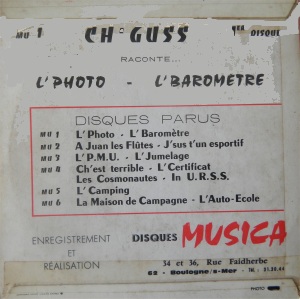 MU 1 CH'GUSS 1ER DISQUE
RACONTE...
L'PHOTO - L'BAROMETRE
DISQUES PARUS
MU 1 L'Photo - L'Baromètre
MU 2 A Juan les Flûtes - J'sus t'un esportif
MU 3 L'P.M.U. - L'Jumelage
MU 4 Ch'est terrible - L'Certificat
Les Cosmonautes - In U.R.S.S.
MU 5 L'Camping
MU 6 La Maison de Campagne - L'Auto-Ecole
ENREGISTREMENT
ET
RÉALISATION
DISQUES MUSICA
34 et 36, Rue Faidherbe
62 - Boulogne s/Mer - Tél.
PHOTO